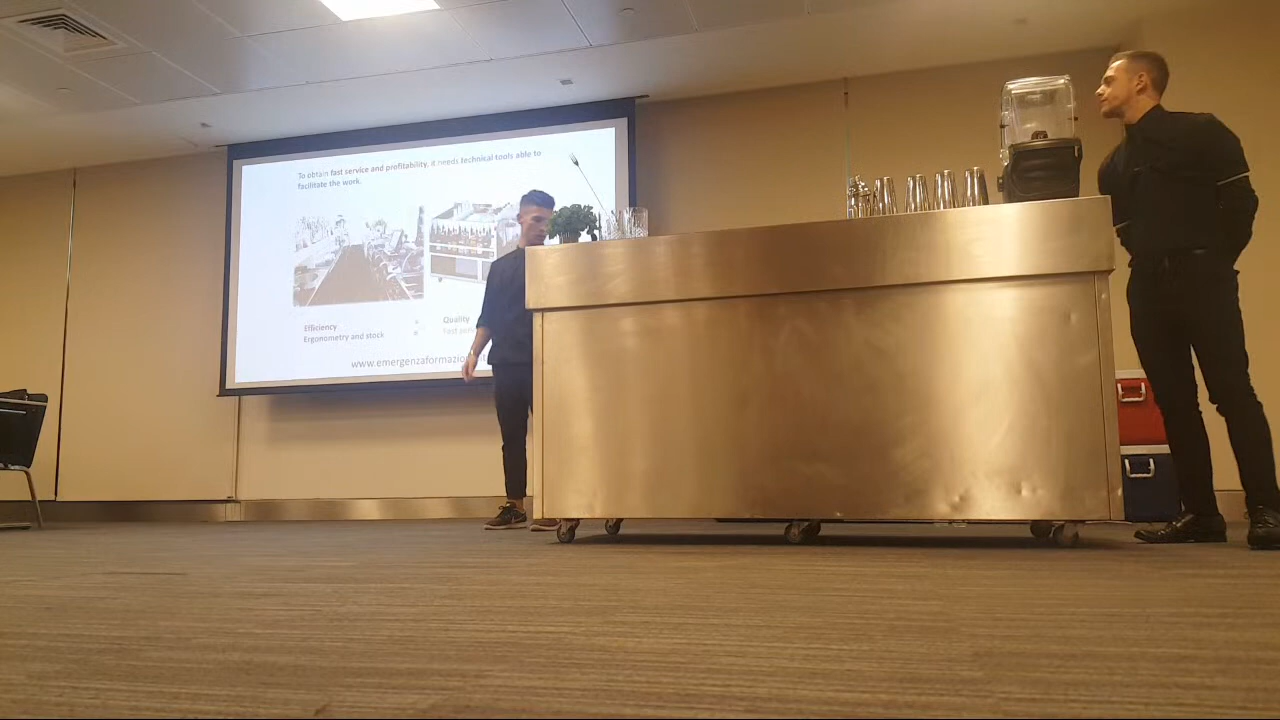 To obtain fast service and profitability, it needs technical tools able to
facilitate the work.
Efficiency
Ergonometry and stock
Quality
Fast
www.emergenzaformazio